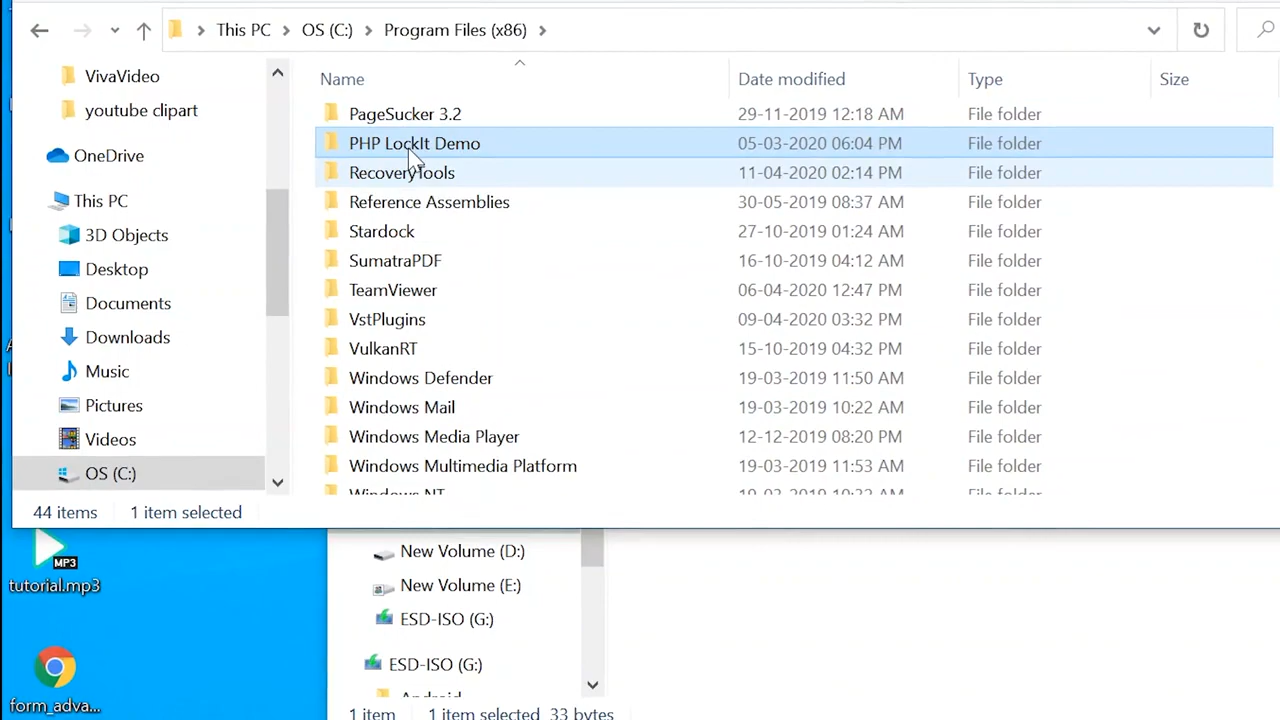 This PC > OS (C:) > Program Files (x86) >
Name Date modified Type Size
VivaVideo
youtube clipart
OneDrive
This PC
3D Objects
Desktop
Documents
Downloads
Music
Pictures
Videos
OS (C:)
PageSucker 3.2 29-11-2019 12:18 AM File folder
PHP LockIt Demo 05-03-2020 06:04 PM File folder
RecoveryTools 11-04-2020 02:14 PM File folder
Reference Assemblies 30-05-2019 08:37 AM File folder
Stardock 27-10-2019 01:24 AM File folder
SumatraPDF 16-10-2019 04:12 AM File folder
TeamViewer 06-04-2020 12:47 PM File folder
VstPlugins 09-04-2020 03:32 PM File folder
VulkanRT 15-10-2019 04:32 PM File folder
Windows Defender 19-03-2019 11:50 AM File folder
Windows Mail 19-03-2019 10:22 AM File folder
Windows Media Player 12-12-2019 08:20 PM File folder
Windows Multimedia Platform 19-03-2019 11:53 AM File folder
Windows NT 19-03-2019 10:22 AM File folder
44 items 1 item selected
MP3
tutorial.mp3
form_adva...
New Volume (D:)
New Volume (E:)
ESD-ISO (G:)
ESD-ISO (G:)
Android
1 item 1 item selected 33 bytes